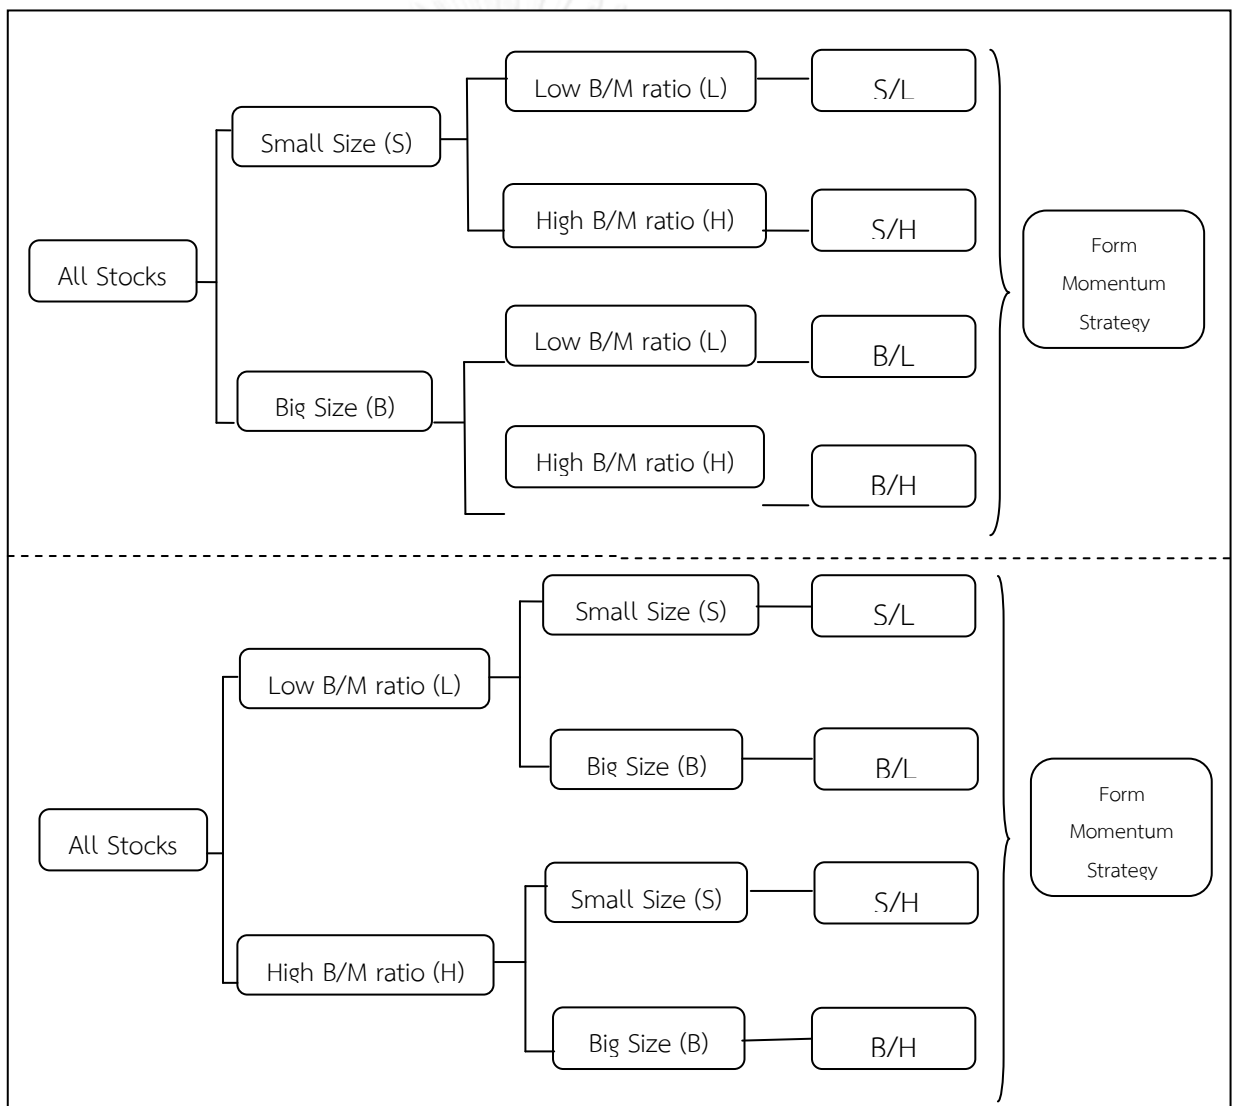 All Stocks
Small Size (S)
Low B/M ratio (L)
S/L
High B/M ratio (H)
S/H
Big Size (B)
Low B/M ratio (L)
B/L
High B/M ratio (H)
B/H
Form
Momentum
Strategy
All Stocks
Low B/M ratio (L)
Small Size (S)
S/L
Big Size (B)
B/L
High B/M ratio (H)
Small Size (S)
S/H
Big Size (B)
B/H
Form
Momentum
Strategy